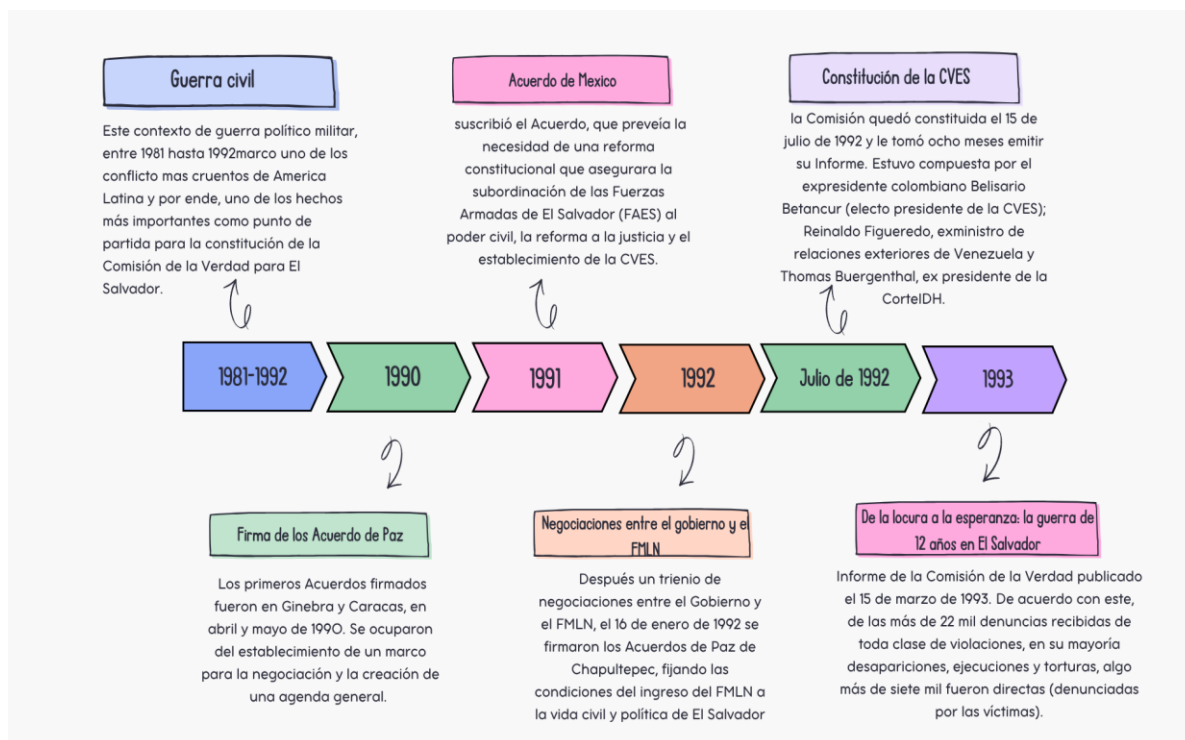 Guerra civil
Este contexto de guerra político militar,
entre 1981 hasta 1992marco uno de los
conflicto mas cruentos de America
Latina y por ende, uno de los hechos
más importantes como punto de
partida para la constitución de la
Comisión de la Verdad para El
Salvador.
Acuerdo de Mexico
suscribió el Acuerdo, que preveía la
necesidad de una reforma
constitucional que asegurara la
subordinación de las Fuerzas
Armadas de El Salvador (FAES) al
poder civil, la reforma a la justicia y el
establecimiento de la CVES.
Constitución de la CVES
la Comisión quedó constituida el 15 de
julio de 1992 y le tomó ocho meses emitir
su Informe. Estuvo compuesta por el
expresidente colombiano Belisario
Betancur (electo presidente de la CVES);
Reinaldo Figueredo, exministro de
relaciones exteriores de Venezuela y
Thomas Buergenthal, ex presidente de la
CorteIDH.
1981-1992
1990
1991
1992
Julio de 1992
1993
Firma de los Acuerdo de Paz
Los primeros Acuerdos firmados
fueron en Ginebra y Caracas, en
abril y mayo de 1990. Se ocuparon
del establecimiento de un marco
para la negociación y la creación de
una agenda general.
Negociaciones entre el gobierno y el
FMLN
Después un trienio de
negociaciones entre el Gobierno y
el FMLN, el 16 de enero de 1992 se
firmaron los Acuerdos de Paz de
Chapultepec, fijando las
condiciones del ingreso del FMLN a
la vida civil y política de El Salvador
De la locura a la esperanza: la guerra de
12 años en El Salvador
Informe de la Comisión de la Verdad publicado
el 15 de marzo de 1993. De acuerdo con este,
de las más de 22 mil denuncias recibidas de
toda clase de violaciones, en su mayoría
desapariciones, ejecuciones y torturas, algo
más de siete mil fueron directas (denunciadas
por las víctimas).